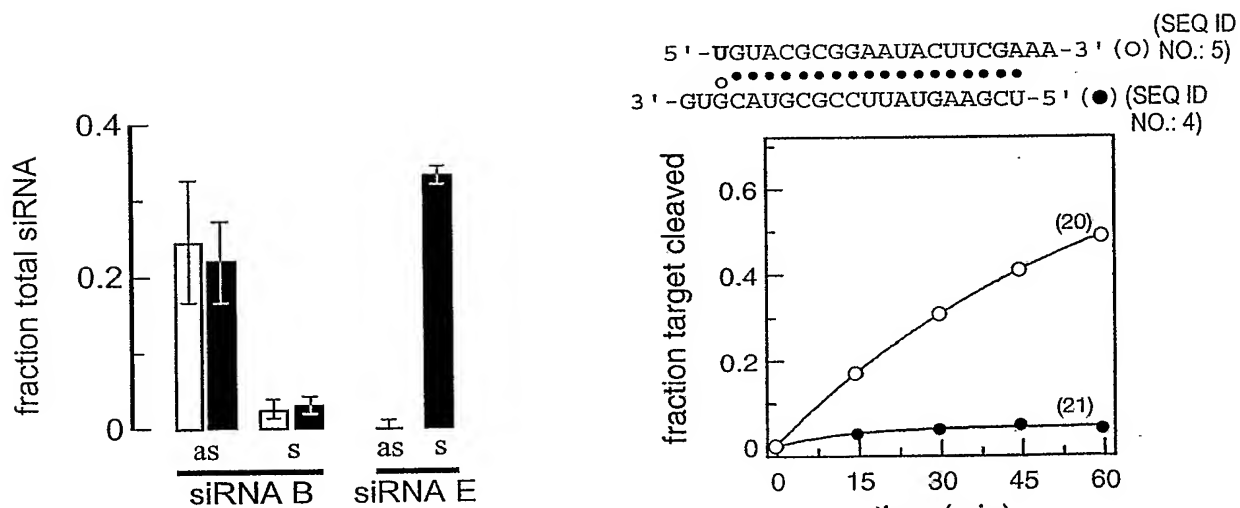 fraction total siRNA
0.4
0.2
0
as
s
as
s
siRNA B
siRNA E
(SEQ ID
5'-UGUACGCGGAAUACUUCGAAA-3' (○) NO.: 5)
3'-GUGCAUGCGCCUUAUGAAGCU-5' (●) (SEQ ID
NO.: 4)
fraction target cleaved
0.6
0.4
0.2
0
(20)
(21)
0 15 30 45 60